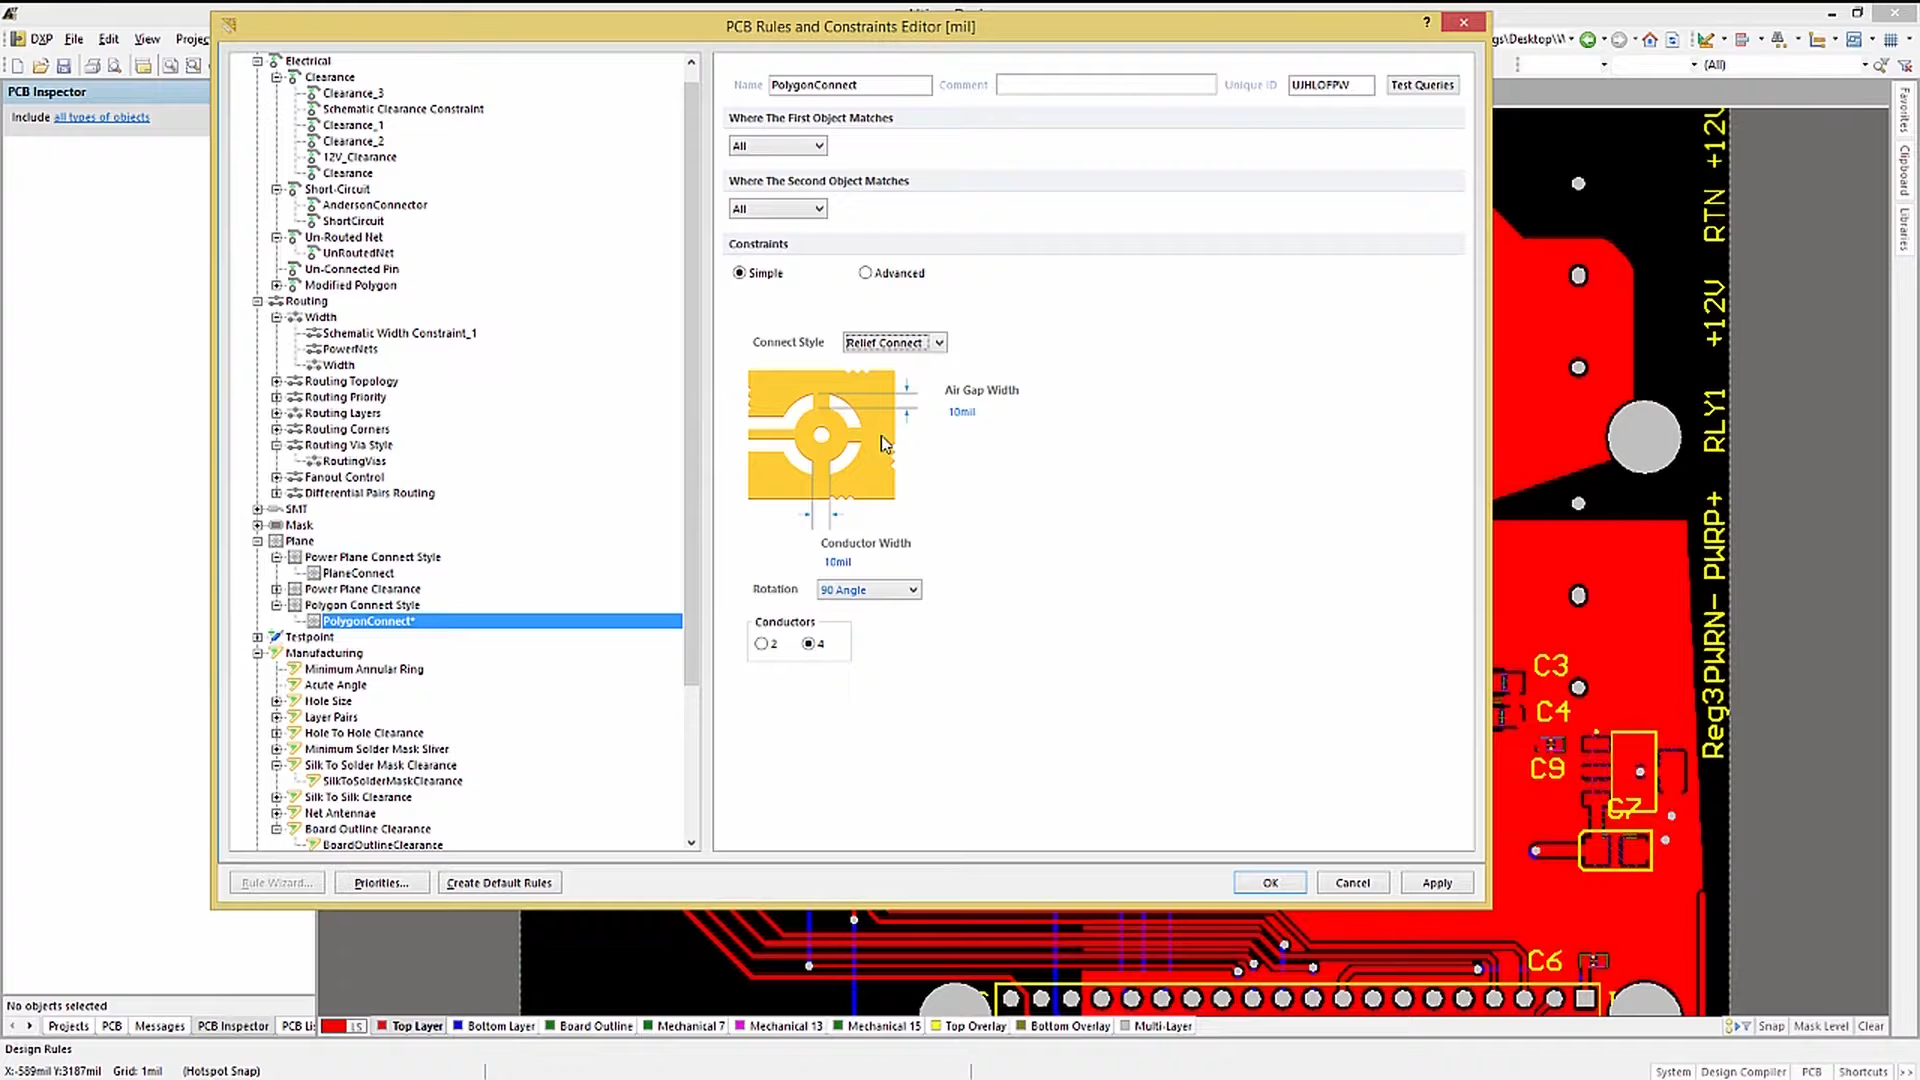 PCB Rules and Constraints Editor [mil]
?
DXP File Edit View Projec
gs\Desktop\V
(All)
PCB Inspector
Include all types of objects
Electrical
Clearance
Clearance_3
Schematic Clearance Constraint
Clearance_1
Clearance_2
12V_Clearance
Clearance
Short-Circuit
AndersonConnector
ShortCircuit
Un-Routed Net
UnRoutedNet
Un-Connected Pin
Modified Polygon
Routing
Width
Schematic Width Constraint_1
PowerNets
Width
Routing Topology
Routing Priority
Routing Layers
Routing Corners
Routing Via Style
RoutingVias
Fanout Control
Differential Pairs Routing
SMT
Mask
Plane
Power Plane Connect Style
PlaneConnect
Power Plane Clearance
Polygon Connect Style
PolygonConnect*
Testpoint
Manufacturing
Minimum Annular Ring
Acute Angle
Hole Size
Layer Pairs
Hole To Hole Clearance
Minimum Solder Mask Sliver
Silk To Solder Mask Clearance
SilkToSolderMaskClearance
Silk To Silk Clearance
Net Antennae
Board Outline Clearance
BoardOutlineClearance
Name PolygonConnect Comment Unique ID UJHLOFPW Test Queries
Where The First Object Matches
All
Where The Second Object Matches
All
Constraints
Simple Advanced
Connect Style Relief Connect
Air Gap Width
10mil
Conductor Width
10mil
Rotation 90 Angle
Conductors
2 4
Rule Wizard... Priorities... Create Default Rules OK Cancel Apply
Favorites
Clipboard
Libraries
Reg3PWRN- PWRP+ RLY1 +12V RTN +12V
C3
C4
C9
C7
C6
No objects selected
Projects PCB Messages PCB Inspector PCB Li LS Top Layer Bottom Layer Board Outline Mechanical 7 Mechanical 13 Mechanical 15 Top Overlay Bottom Overlay Multi-Layer Snap Mask Level Clear
Design Rules
X:-589mil Y:3187mil Grid: 1mil (Hotspot Snap)
System Design Compiler PCB Shortcuts >>